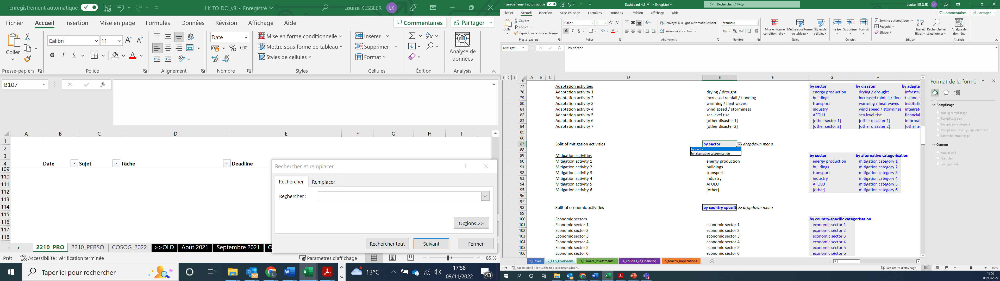 Enregistrement automatique
LK TO DO_v3 • Enregistré
Louise KESSLER
LK
Fichier
Accueil
Insertion
Mise en page
Formules
Données
Révision
Affichage
Aide
Commentaires
Partager
Coller
Calibri
11
G I S
Date
% 000
Mise en forme conditionnelle
Mettre sous forme de tableau
Styles de cellules
Insérer
Supprimer
Format
Analyse de
données
Presse-papiers
Police
Alignement
Nombre
Styles
Cellules
Édition
Analysis
B107
fx
A B C D E F G H I
1
2
3
4 Date Sujet Tâche Deadline
109
110
111
112
113
114
115
116
117
118
Rechercher et remplacer
? ×
Rechercher
Remplacer
Rechercher :
Options >>
Rechercher tout
Suivant
Fermer
2210_PRO
2210_PERSO
COSOG_2022
>>OLD
Août 2021
Septembre 2021
Prêt
Accessibilité : vérification terminée
Paramètres d'affichage
85 %
Taper ici pour rechercher
13°C
17:58
09/11/2022
43
Enregistrement automatique
Dashboard_4.2
• Enregistré
Rechercher (Alt+Q)
Louise KESSLER
LK
Fichier
Accueil
Insertion
Mise en page
Formules
Données
Révision
Affichage
Aide
Commentaires
Partager
Coller
Couper
Copier
Reproduire la mise en forme
Calibri
11
G I S
Renvoyer à la ligne automatiquement
Fusionner et centrer
Standard
% 000
Mise en forme
conditionnelle
Mettre sous forme
de tableau
Styles de
cellules
Insérer
Supprimer
Format
Somme automatique
Recopier
Effacer
Trier et
filtrer
Rechercher et
sélectionner
Analyse de
données
Presse-papiers
Police
Alignement
Nombre
Styles
Cellules
Édition
Analysis
Mitigati...
fx
by sector
1 2 3
A B C D E F G H
76
77 Adaptation activities by sector by disaster by adapta
78 Adaptation activity 1 drying / drought energy production drying / drought infrastru
79 Adaptation activity 2 increased rainfall / flooding buildings increased rainfall / floo technolo
80 Adaptation activity 3 warming / heat waves transport warming / heat waves instituti
81 Adaptation activity 4 wind speed / storminess industry wind speed / stormines integrate
82 Adaptation activity 5 sea level rise AFOLU sea level rise financial
83 Adaptation activity 6 [other disaster 1] [other sector 1] [other disaster 1] informat
84 Adaptation activity 7 [other disaster 2] [other sector 2] [other disaster 2] [other ad
85
86
87 Split of mitigation activities by sector dropdown menu
by sector
88
by alternative categorisation
89 Mitigation activities by sector by alternative categorisation
90 Mitigation activity 1 energy production energy production mitigation category 1
91 Mitigation activity 2 buildings buildings mitigation category 2
92 Mitigation activity 3 transport transport mitigation category 3
93 Mitigation activity 4 industry industry mitigation category 4
94 Mitigation activity 5 AFOLU AFOLU mitigation category 5
95 Mitigation activity 6 [other] [other] mitigation category 6
96
97
98 Split of economic activities by country-specifi >> dropdown menu
99
100 Economic sectors by country-specific categorisation
101 Economic sector 1 economic sector 1 economic sector 1
102 Economic sector 2 economic sector 2 economic sector 2
103 Economic sector 3 economic sector 3 economic sector 3
104 Economic sector 4 economic sector 4 economic sector 4
105 Economic sector 5 economic sector 5 economic sector 5
106 Economic sector 6 economic sector 6 economic sector 6
Format de la forme
Remplissage
Aucun remplissage
Remplissage uni
Remplissage dégradé
Remplissage avec image ou texture
Motif de remplissage
Contour
Aucun trait
Trait plein
Trait dégradé
1_Cover
2_LTS_Overview
3_Climate_investments
4_Policies_&_Financing
5_Macro_implications
Prêt
Accessibilité : consultez nos recommandations
Paramètres d'affichage
115 %
17:58
09/11/2022